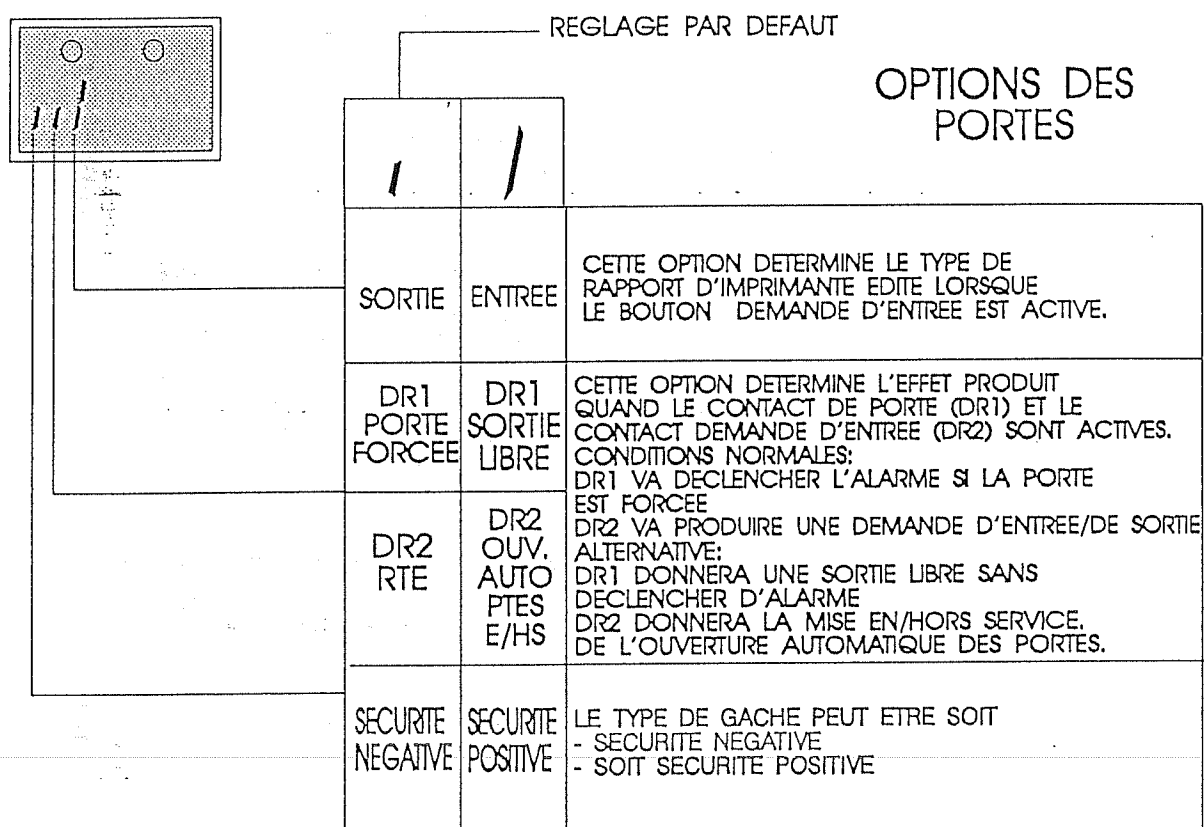 REGLAGE PAR DEFAUT
OPTIONS DES
PORTES
SORTIE
ENTREE
CETTE OPTION DETERMINE LE TYPE DE
RAPPORT D'IMPRIMANTE EDITE LORSQUE
LE BOUTON DEMANDE D'ENTREE EST ACTIVE.
DR1
PORTE
FORCEE
DR1
SORTIE
LIBRE
CETTE OPTION DETERMINE L'EFFET PRODUIT
QUAND LE CONTACT DE PORTE (DR1) ET LE
CONTACT DEMANDE D'ENTREE (DR2) SONT ACTIVES.
CONDITIONS NORMALES:
DR1 VA DECLENCHER L'ALARME SI LA PORTE
EST FORCEE
DR2 VA PRODUIRE UNE DEMANDE D'ENTREE/DE SORTIE
ALTERNATIVE:
DR1 DONNERA UNE SORTIE LIBRE SANS
DECLENCHER D'ALARME
DR2 DONNERA LA MISE EN/HORS SERVICE.
DE L'OUVERTURE AUTOMATIQUE DES PORTES.
DR2
RTE
DR2
OUV.
AUTO
PTES
E/HS
SECURITE
NEGATIVE
SECURITE
POSITIVE
LE TYPE DE GACHE PEUT ETRE SOIT
- SECURITE NEGATIVE
- SOIT SECURITE POSITIVE